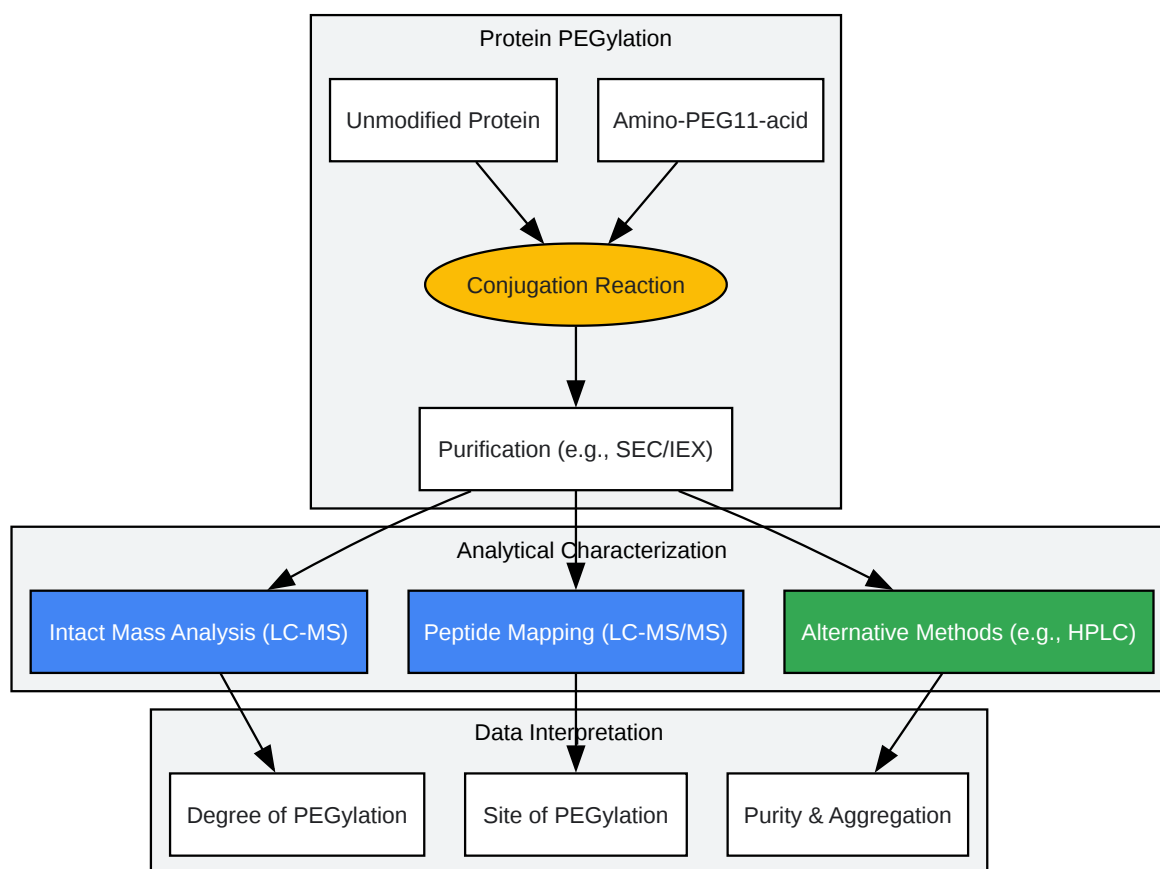 Protein PEGylation
Unmodified Protein
Amino-PEG11-acid
Conjugation Reaction
Purification (e.g., SEC/IEX)
Analytical Characterization
Intact Mass Analysis (LC-MS)
Peptide Mapping (LC-MS/MS)
Alternative Methods (e.g., HPLC)
Data Interpretation
Degree of PEGylation
Site of PEGylation
Purity & Aggregation